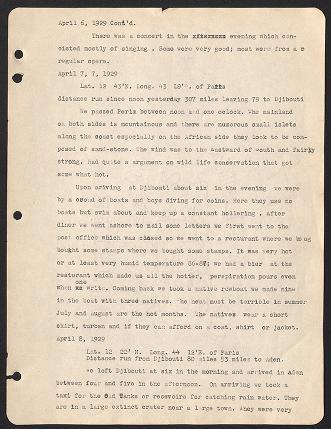 April 6, 1929 Cont'd.
There was a concert in the xfternxxx evening which con-
cisted mostly of singing . Some were very good; most were from a
regular opera.
April 7, 7, 1929
Lat. 12 43'N. Long. 43 18'E. of Paris
distance run since noon yesterday 307 miles leaving 79 to Djibouti
We passed Perim between noon and one oclock. The mainland
on both sides is mountainous and there are numerous small islets
along the coast especially on the African side they look to be com-
posed of sand-stone. The wind was to the Eastward of South and fairly
strong. Had quite a argument on wild life conservation that got
some what hot.
Upon arriving at Djibouti about six in the evening we were
by a croud of boats and boys diving for coins. Here they use no
boats but swim about and keep up a constant hollering . After
diner we went ashore to mail some letters we first went to the
post office which was closed so we went to a resturant where we
bought some stamps where we bought some stamps. It was very hot
or at least very humid temperature 86-87; we had a bier at the
resturant which made us all the hotter, perspiration pours even
when one write. Coming back we took a native rowboat we made nine
in the boat with three natives. The heat must be terrible in summer
July and August are the hot months. The natives wear a short
skirt, turban and if they can afford on a coat, shirt or jacket.
April 8, 1929
Lat. 12 22' N. Long. 44 12'E. of Paris
Distance run from Djibouti 80 miles 53 miles to Aden.
We left Djibouti at six in the morning and arrived in Aden
between four and five in the afternoon. On arriving we took a
taxi for the Old Tanks or resevoirs for catching rain water. They
are in a large extinct crater near a large town. They were very